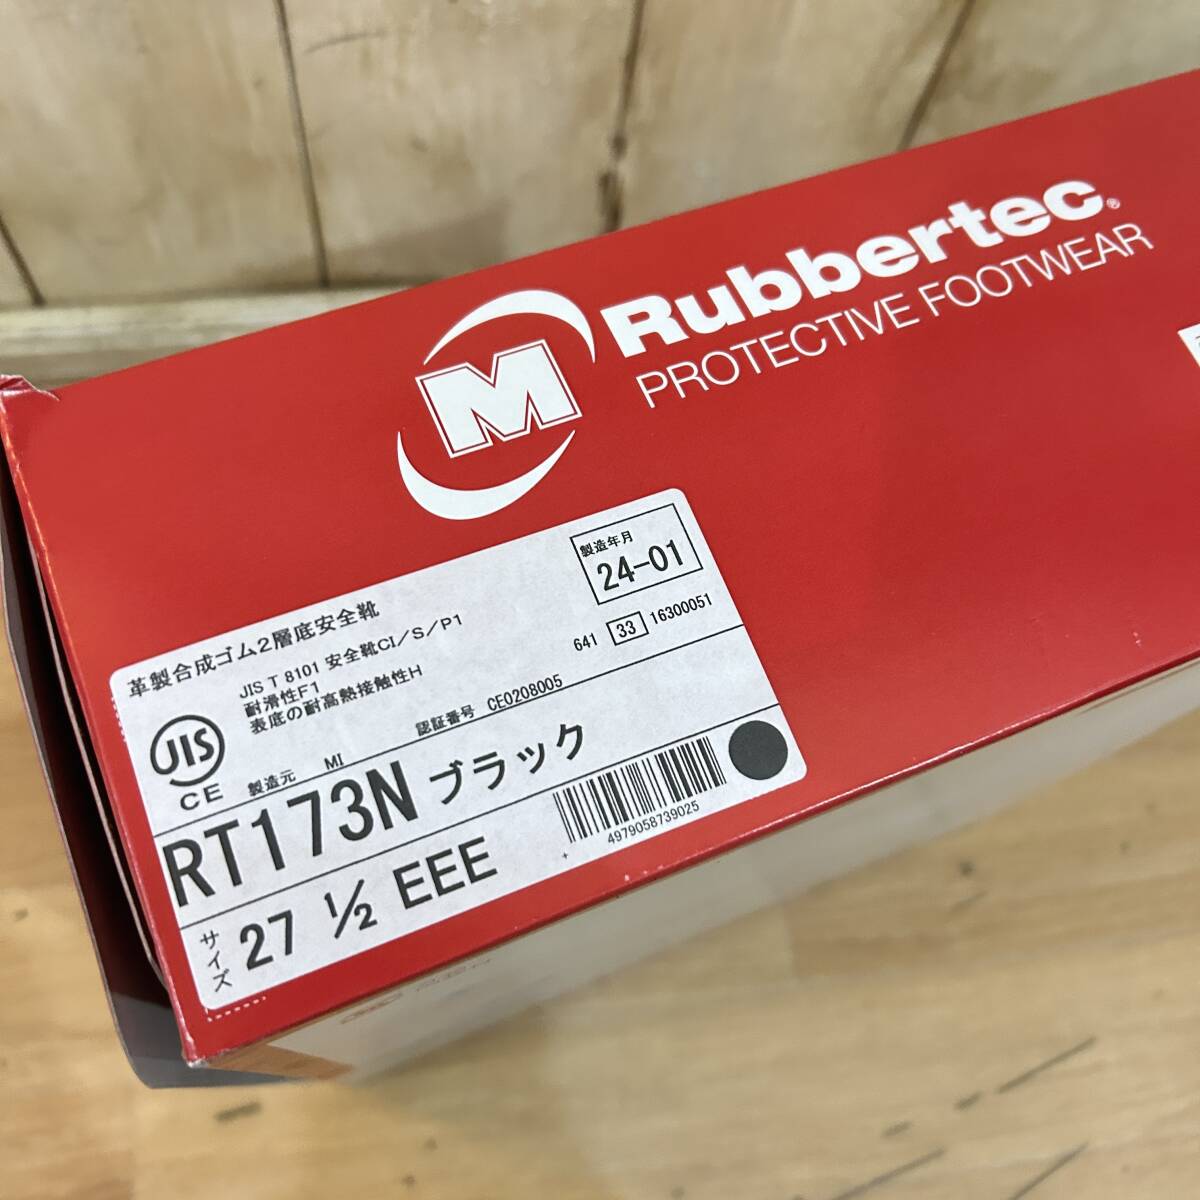 Rubbertec®
PROTECTIVE FOOTWEAR
M
製造年月
24-01
革製合成ゴム2層底安全靴
JIS T 8101 安全靴CI/S/P1
耐滑性F1
表底の耐高熱接触性H
641 33 16300051
JIS
CE
製造元 MI 認証番号 CE0208005
RT173N ブラック
4979058739025
サイズ 27 1/2 EEE